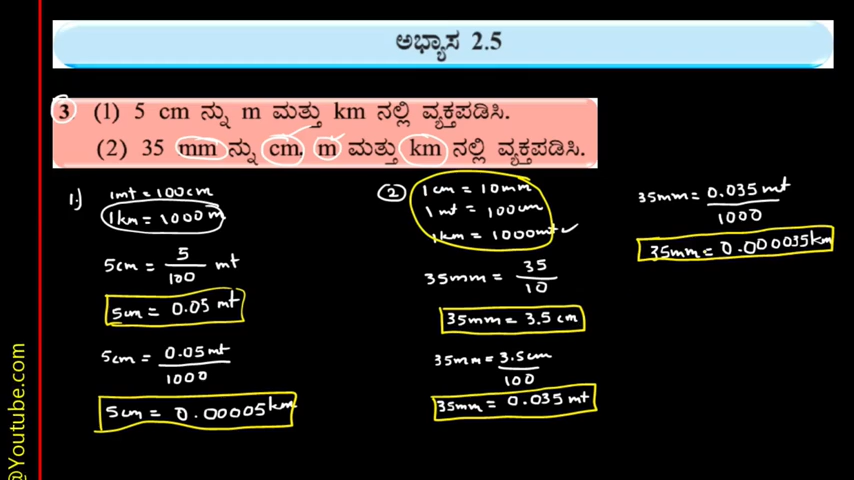 ಅಭ್ಯಾಸ 2.5
3 (1) 5 cm ನ್ನು m ಮತ್ತು km ನಲ್ಲಿ ವ್ಯಕ್ತಪಡಿಸಿ.
(2) 35 mm ನ್ನು cm. m ಮತ್ತು km ನಲ್ಲಿ ವ್ಯಕ್ತಪಡಿಸಿ.
1.)
1mt = 100cm
1km = 1000m
5cm = 5/100 mt
5cm = 0.05 mt
5cm = 0.05mt/1000
5cm = 0.00005km
2
1cm = 10mm
1mt = 100cm
1km = 1000mt ✓
35mm = 35/10
35mm = 3.5 cm
35mm = 3.5cm/100
35mm = 0.035 mt
35mm = 0.035mt/1000
35mm = 0.000035km
@Youtube.com